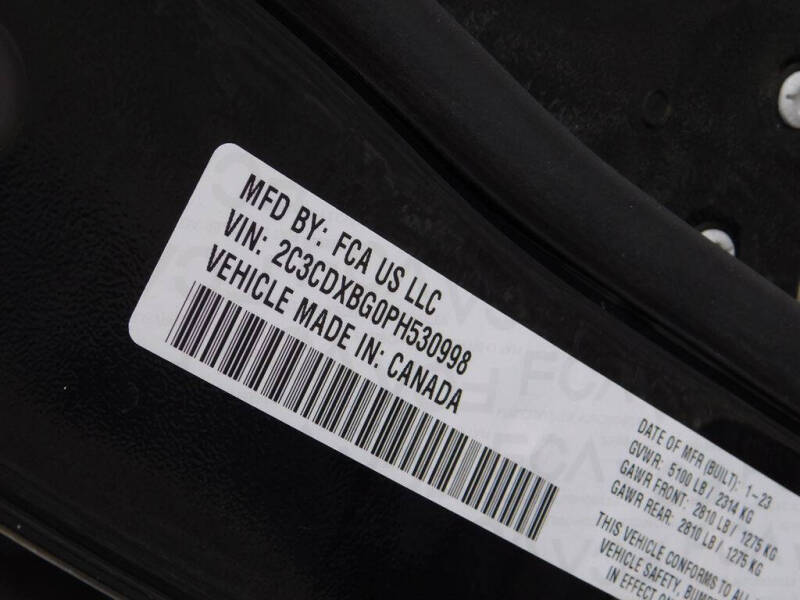 MFD BY: FCA US LLC
VIN: 2C3CDXBG0PH530998
VEHICLE MADE IN: CANADA
DATE OF MFR (BUILT): 1-23
GVWR: 5100 LB / 2314 KG
GAWR FRONT: 2810 LB / 1275 KG
GAWR REAR: 2810 LB / 1275 KG
THIS VEHICLE CONFORMS TO ALL
VEHICLE SAFETY,
IN EFFECT